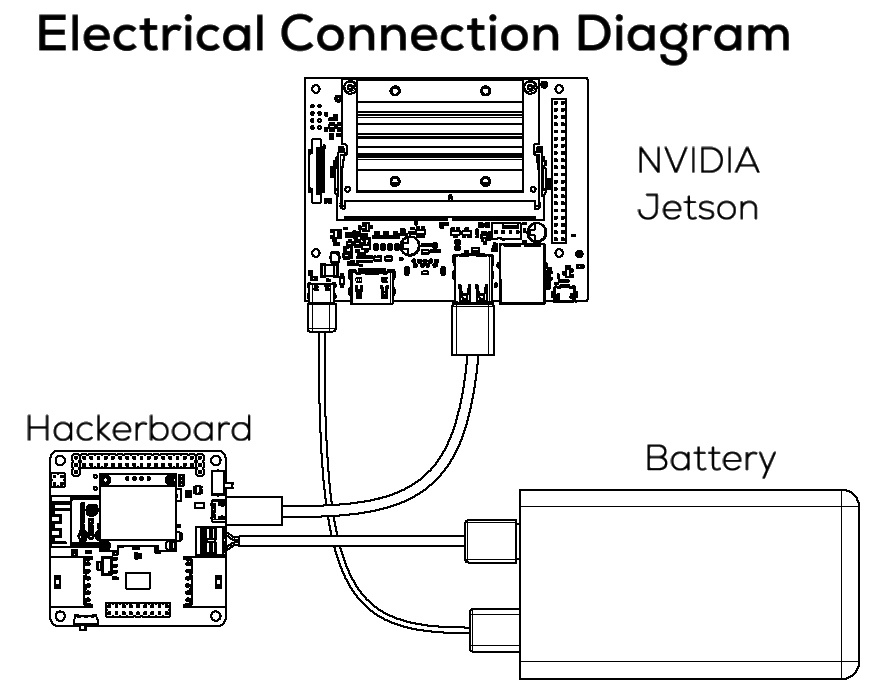 Electrical Connection Diagram
NVIDIA
Jetson
Hackerboard
Battery